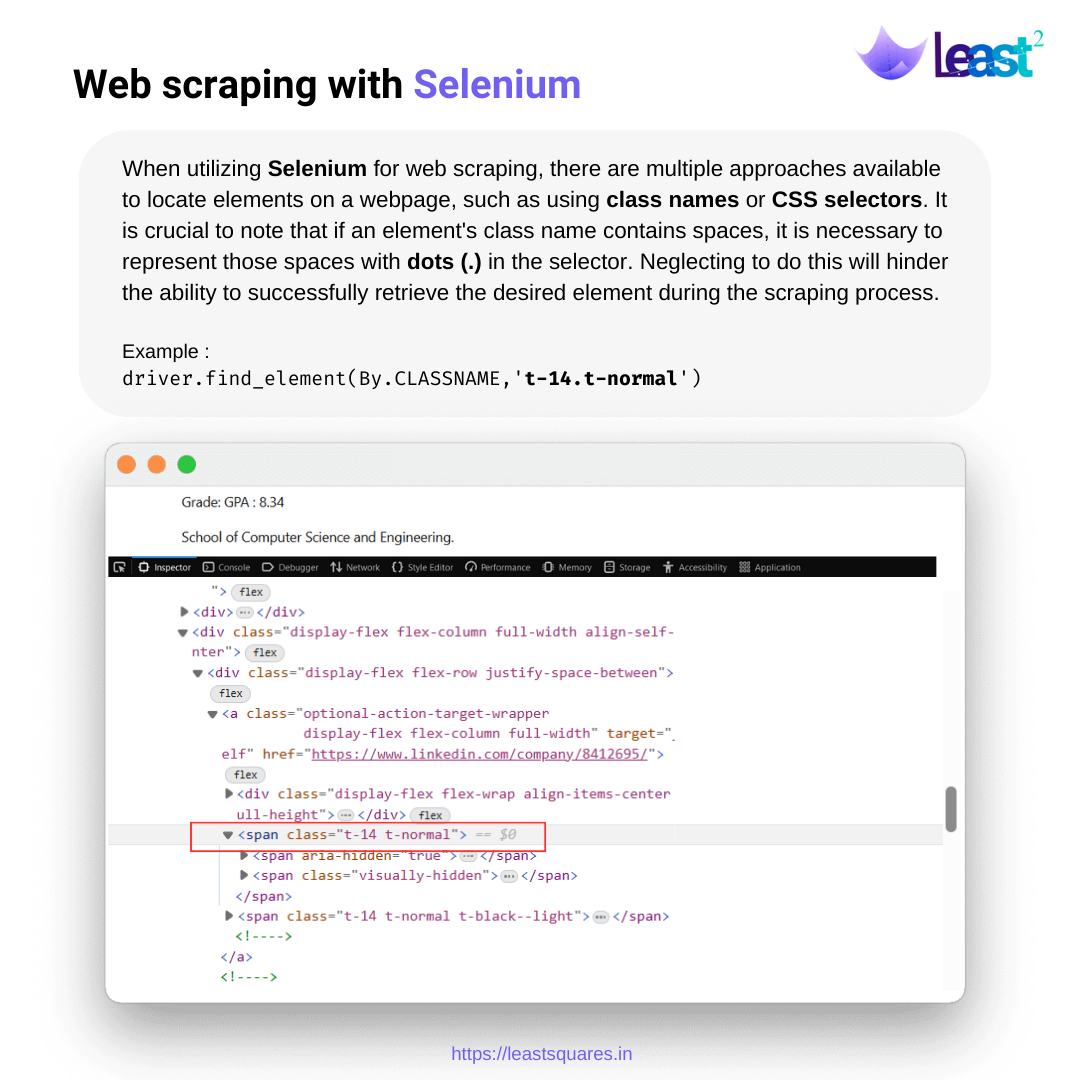 Least2
Web scraping with Selenium
When utilizing Selenium for web scraping, there are multiple approaches available
to locate elements on a webpage, such as using class names or CSS selectors. It
is crucial to note that if an element's class name contains spaces, it is necessary to
represent those spaces with dots (.) in the selector. Neglecting to do this will hinder
the ability to successfully retrieve the desired element during the scraping process.
Example :
driver.find_element(By.CLASSNAME,'t-14.t-normal')
Grade: GPA : 8.34
School of Computer Science and Engineering.
Inspector Console Debugger Network Style Editor Performance Memory Storage Accessibility Application
"> flex
<div> ... </div>
<div class="display-flex flex-column full-width align-self-
nter"> flex
<div class="display-flex flex-row justify-space-between">
flex
<a class="optional-action-target-wrapper
display-flex flex-column full-width" target="_
elf" href="https://www.linkedin.com/company/8412695/">
flex
<div class="display-flex flex-wrap align-items-center
ull-height"> ... </div> flex
<span class="t-14 t-normal"> == $0
<span aria-hidden="true"> ... </span>
<span class="visually-hidden"> ... </span>
</span>
<span class="t-14 t-normal t-black--light"> ... </span>
<!---->
</a>
<!---->
https://leastsquares.in